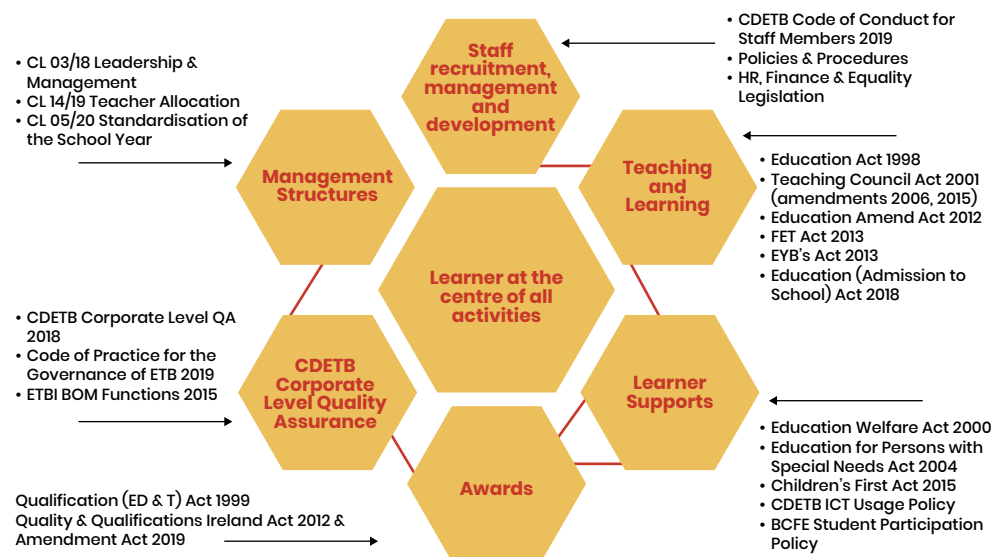 • CL 03/18 Leadership &
Management
• CL 14/19 Teacher Allocation
• CL 05/20 Standardisation of
the School Year
Staff
recruitment,
management
and
development
• CDETB Code of Conduct for
Staff Members 2019
• Policies & Procedures
• HR, Finance & Equality
Legislation
Management
Structures
Teaching
and
Learning
• Education Act 1998
• Teaching Council Act 2001
(amendments 2006, 2015)
• Education Amend Act 2012
• FET Act 2013
• EYB's Act 2013
• Education (Admission to
School) Act 2018
Learner at the
centre of all
activities
• CDETB Corporate Level QA
2018
• Code of Practice for the
Governance of ETB 2019
• ETBI BOM Functions 2015
CDETB
Corporate
Level Quality
Assurance
Learner
Supports
• Education Welfare Act 2000
• Education for Persons with
Special Needs Act 2004
• Children's First Act 2015
• CDETB ICT Usage Policy
• BCFE Student Participation
Policy
Awards
Qualification (ED & T) Act 1999
Quality & Qualifications Ireland Act 2012 &
Amendment Act 2019